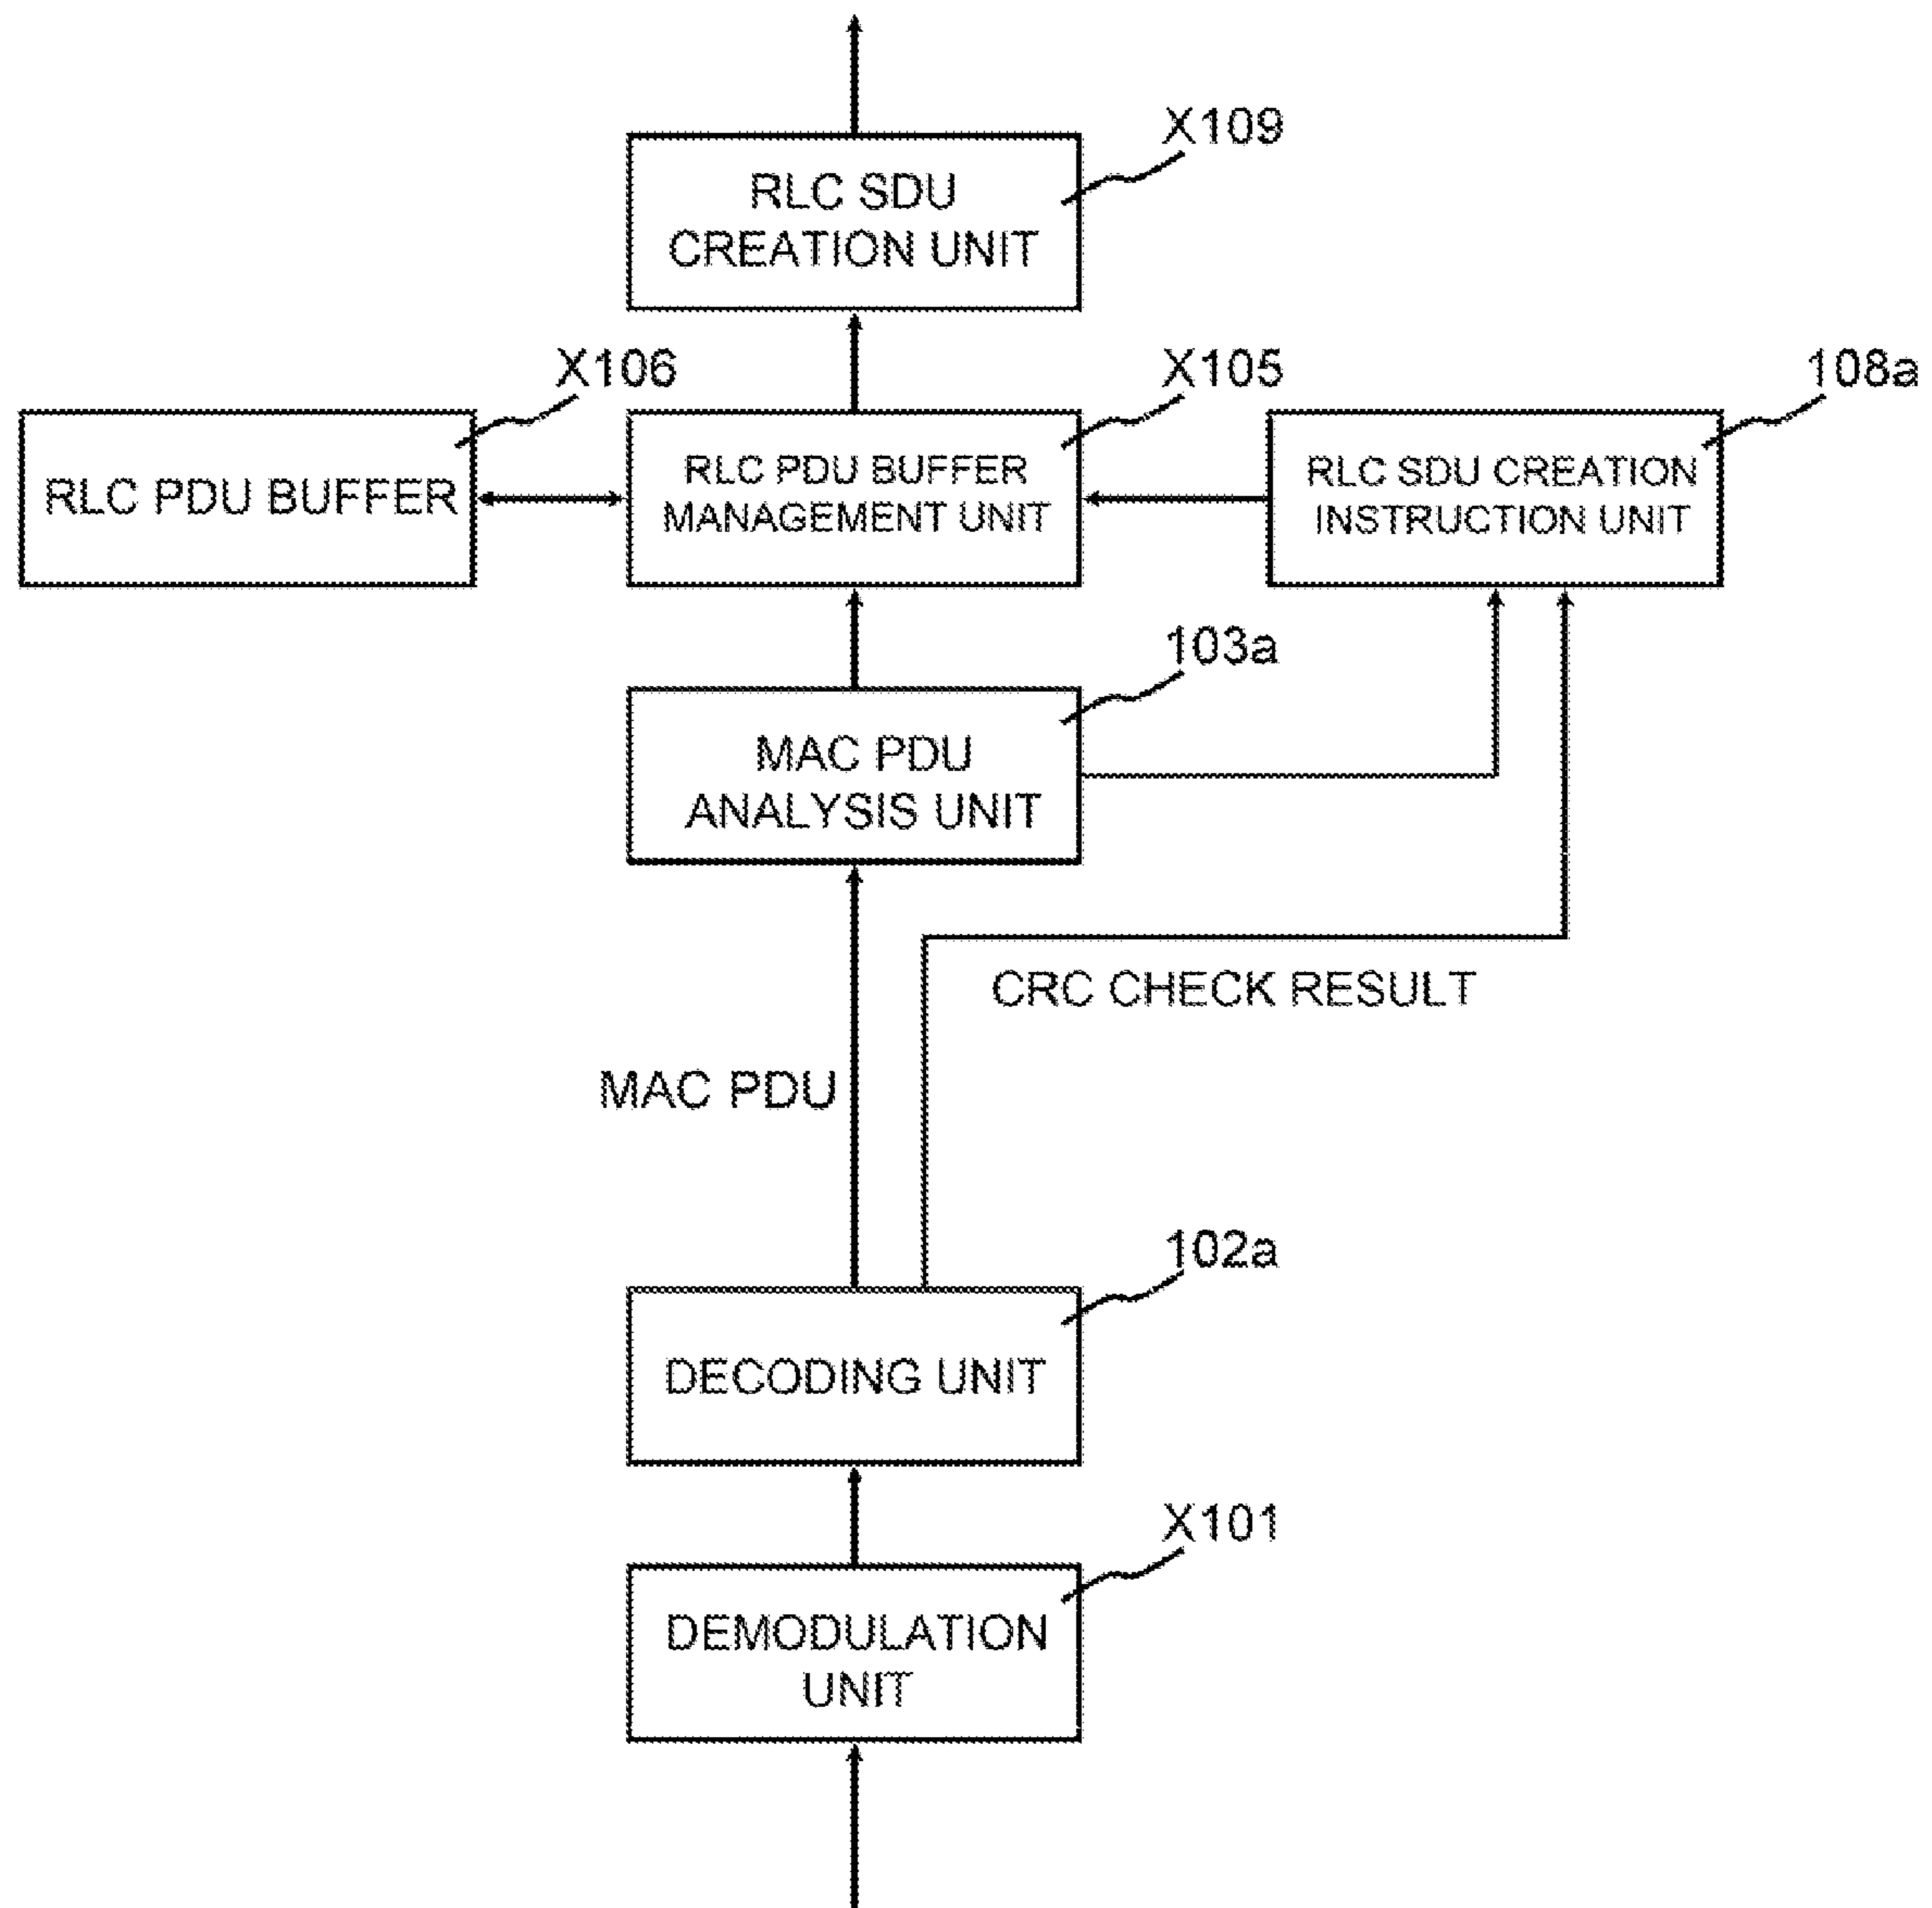 X109
RLC SDU
CREATION UNIT
X106
X105
108a
RLC PDU BUFFER
RLC PDU BUFFER
MANAGEMENT UNIT
RLC SDU CREATION
INSTRUCTION UNIT
103a
MAC PDU
ANALYSIS UNIT
CRC CHECK RESULT
MAC PDU
102a
DECODING UNIT
X101
DEMODULATION
UNIT